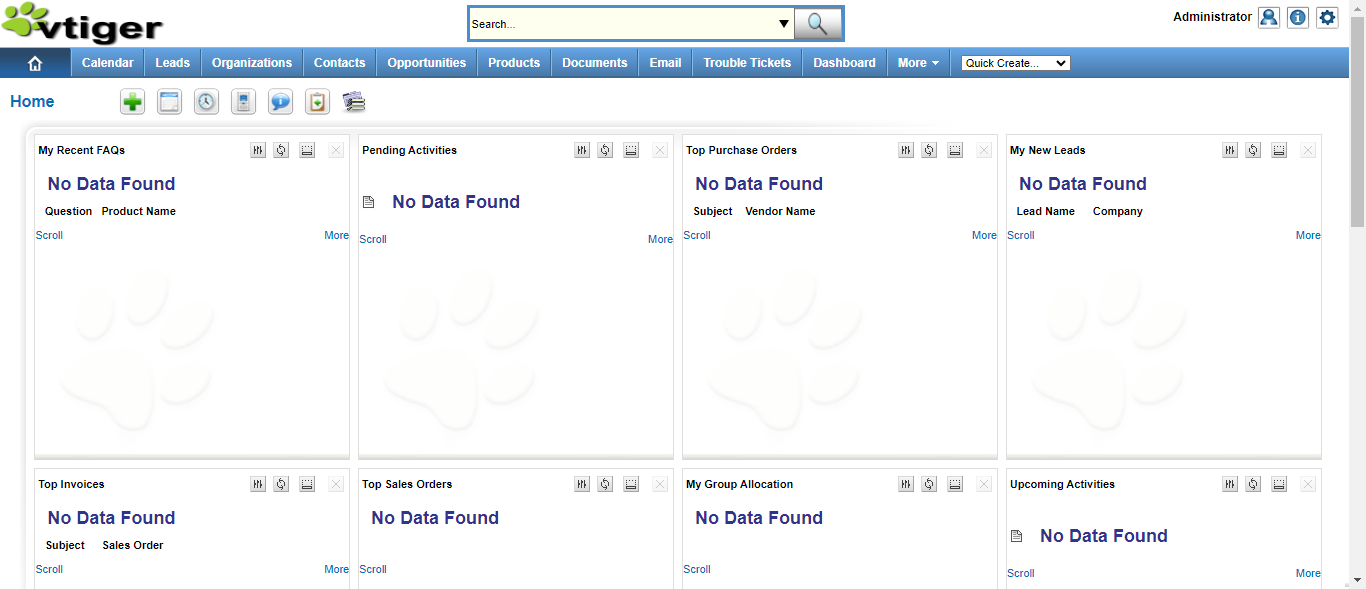 vtiger
Search...
Administrator
Calendar Leads Organizations Contacts Opportunities Products Documents Email Trouble Tickets Dashboard More Quick Create...
Home
My Recent FAQs
No Data Found
Question Product Name
Scroll More
Pending Activities
No Data Found
Scroll More
Top Purchase Orders
No Data Found
Subject Vendor Name
Scroll More
My New Leads
No Data Found
Lead Name Company
Scroll More
Top Invoices
No Data Found
Subject Sales Order
Scroll More
Top Sales Orders
No Data Found
Scroll
My Group Allocation
No Data Found
Scroll
Upcoming Activities
No Data Found
Scroll More